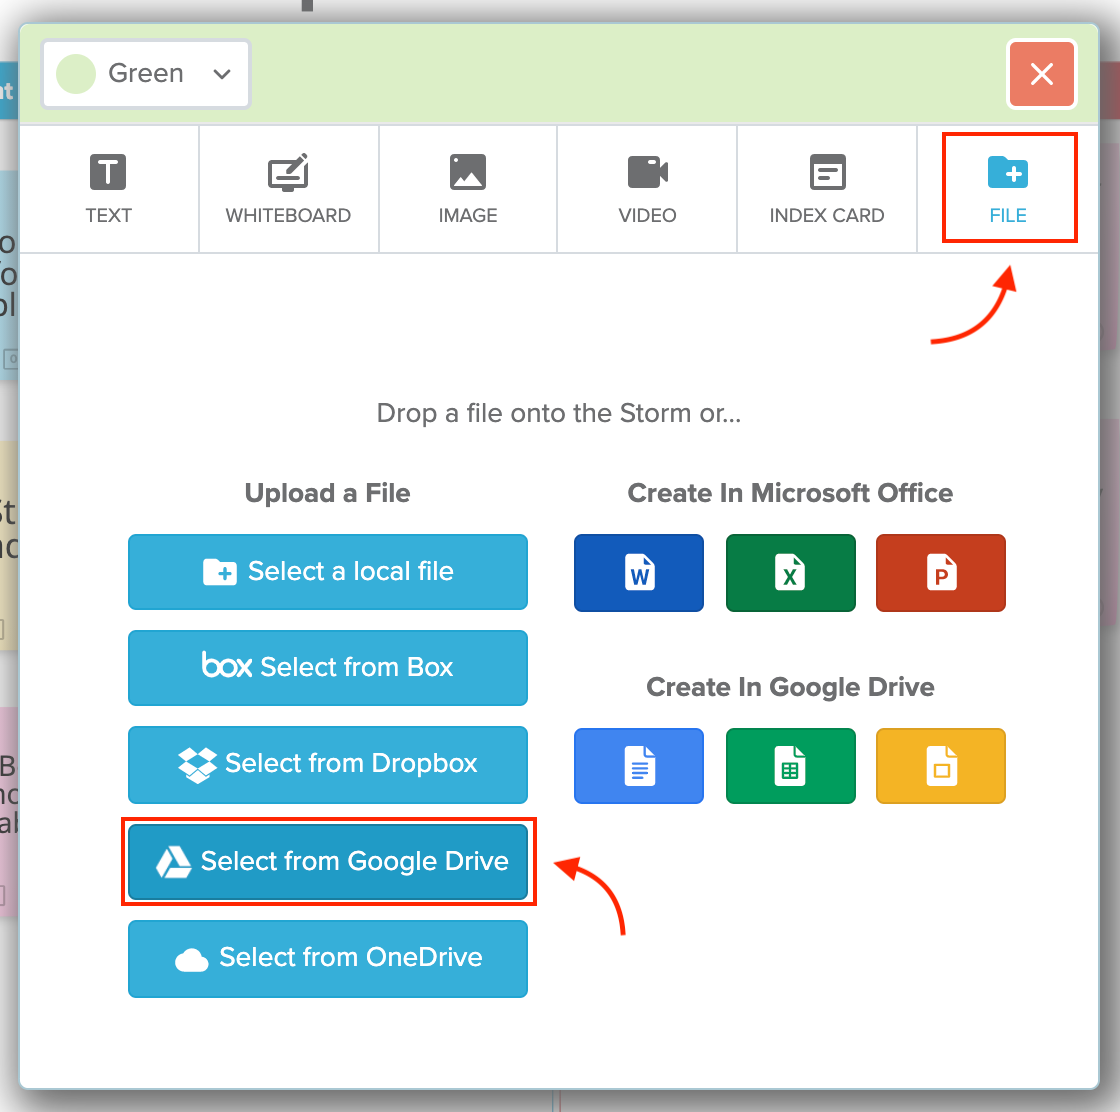 Green
TEXT
WHITEBOARD
IMAGE
VIDEO
INDEX CARD
FILE
Drop a file onto the Storm or...
Upload a File
Select a local file
box Select from Box
Select from Dropbox
Select from Google Drive
Select from OneDrive
Create In Microsoft Office
W
X
P
Create In Google Drive